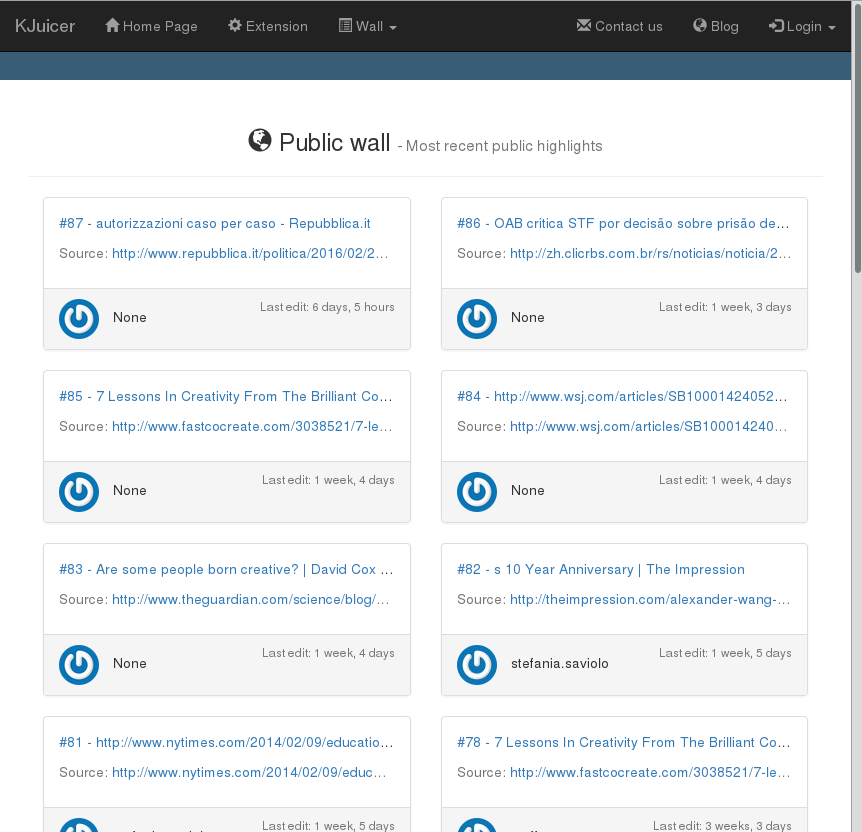 KJuicer Home Page Extension Wall Contact us Blog Login
Public wall - Most recent public highlights
#87 - autorizzazioni caso per caso - Repubblica.it
Source: http://www.repubblica.it/politica/2016/02/2...
None
Last edit: 6 days, 5 hours
#86 - OAB critica STF por decisão sobre prisão de...
Source: http://zh.clicrbs.com.br/rs/noticias/noticia/2...
None
Last edit: 1 week, 3 days
#85 - 7 Lessons In Creativity From The Brilliant Co...
Source: http://www.fastcocreate.com/3038521/7-le...
None
Last edit: 1 week, 4 days
#84 - http://www.wsj.com/articles/SB10001424052...
Source: http://www.wsj.com/articles/SB100014240...
None
Last edit: 1 week, 4 days
#83 - Are some people born creative? | David Cox ...
Source: http://www.theguardian.com/science/blog/...
None
Last edit: 1 week, 4 days
#82 - s 10 Year Anniversary | The Impression
Source: http://theimpression.com/alexander-wang-...
stefania.saviolo
Last edit: 1 week, 5 days
#81 - http://www.nytimes.com/2014/02/09/educatio...
Source: http://www.nytimes.com/2014/02/09/educ...
Last edit: 1 week, 5 days
#78 - 7 Lessons In Creativity From The Brilliant Co...
Source: http://www.fastcocreate.com/3038521/7-le...
Last edit: 3 weeks, 3 days